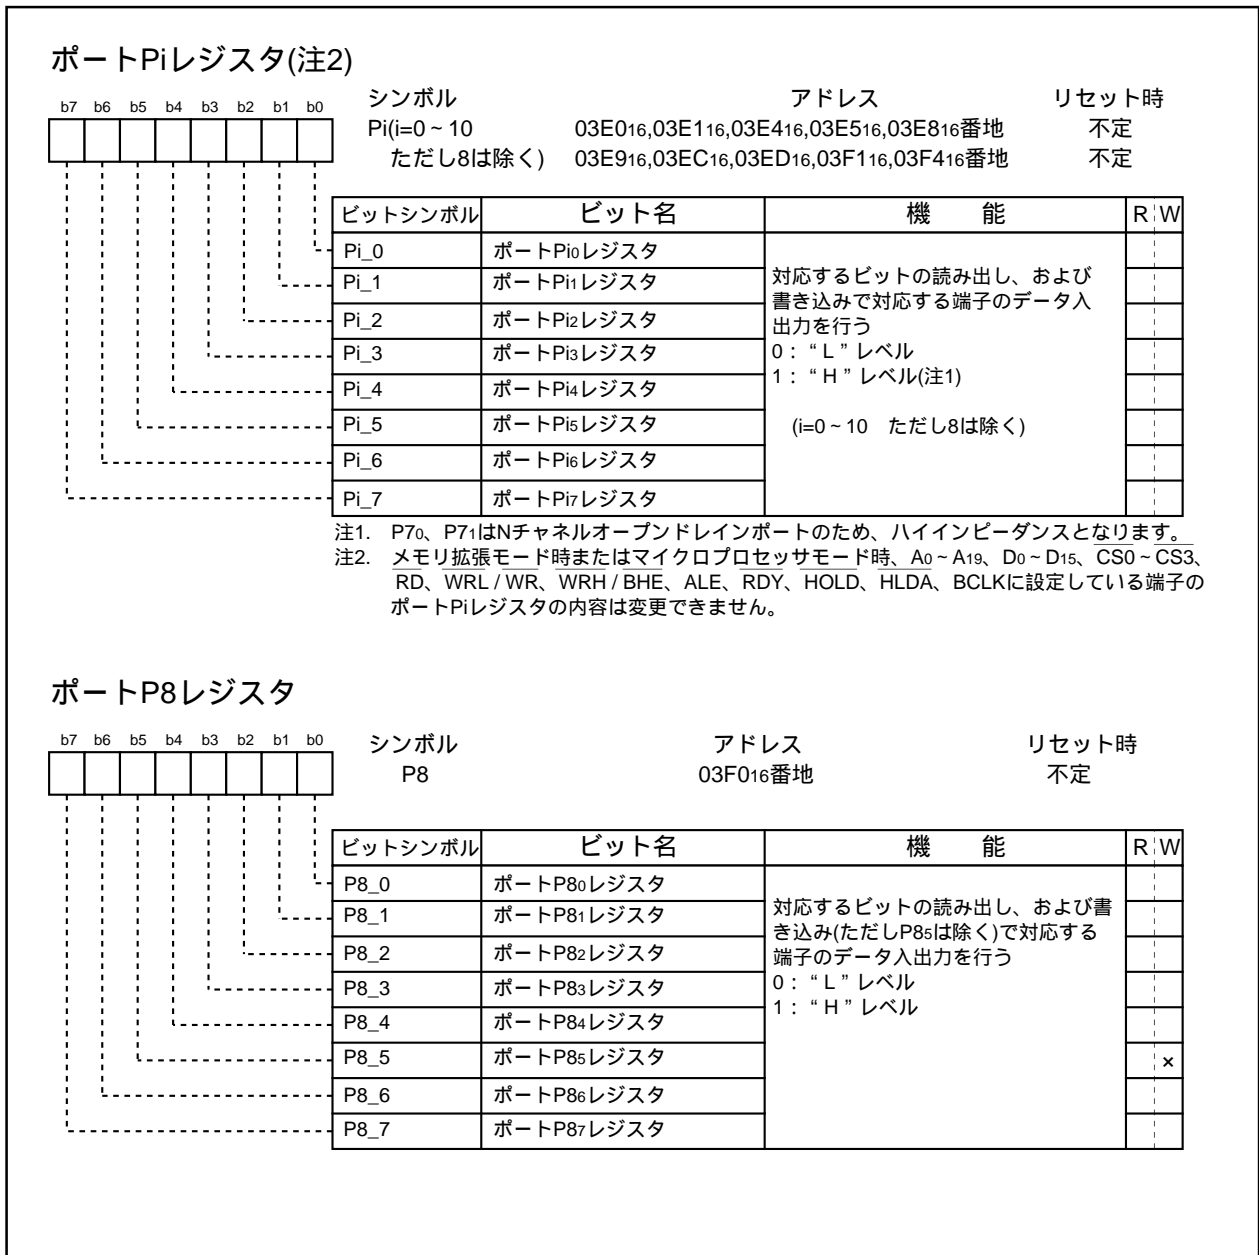 ポートPiレジスタ(注2)
b7 b6 b5 b4 b3 b2 b1 b0
シンボル アドレス リセット時
Pi(i=0～10 03E016,03E116,03E416,03E516,03E816番地 不定
ただし8は除く) 03E916,03EC16,03ED16,03F116,03F416番地 不定
ビットシンボル ビット名 機 能 R W
Pi_0 ポートPi0レジスタ
Pi_1 ポートPi1レジスタ
Pi_2 ポートPi2レジスタ
Pi_3 ポートPi3レジスタ
Pi_4 ポートPi4レジスタ
Pi_5 ポートPi5レジスタ
Pi_6 ポートPi6レジスタ
Pi_7 ポートPi7レジスタ
対応するビットの読み出し、および
書き込みで対応する端子のデータ入
出力を行う
0：“L”レベル
1：“H”レベル(注1)
(i=0～10 ただし8は除く)
注1. P70、P71はNチャネルオープンドレインポートのため、ハイインピーダンスとなります。
注2. メモリ拡張モード時またはマイクロプロセッサモード時、A0～A19、D0～D15、CS0～CS3、
RD、WRL / WR、WRH / BHE、ALE、RDY、HOLD、HLDA、BCLKに設定している端子の
ポートPiレジスタの内容は変更できません。
ポートP8レジスタ
b7 b6 b5 b4 b3 b2 b1 b0
シンボル アドレス リセット時
P8 03F016番地 不定
ビットシンボル ビット名 機 能 R W
P8_0 ポートP80レジスタ
P8_1 ポートP81レジスタ
P8_2 ポートP82レジスタ
P8_3 ポートP83レジスタ
P8_4 ポートP84レジスタ
P8_5 ポートP85レジスタ ×
P8_6 ポートP86レジスタ
P8_7 ポートP87レジスタ
対応するビットの読み出し、および書
き込み(ただしP85は除く)で対応する
端子のデータ入出力を行う
0：“L”レベル
1：“H”レベル